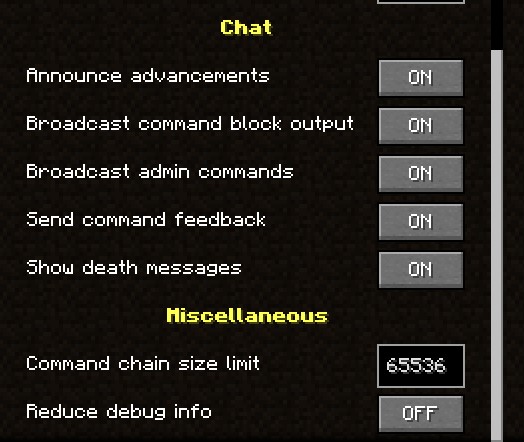 Chat
Announce advancements ON
Broadcast command block output ON
Broadcast admin commands ON
Send command feedback ON
Show death messages ON
Miscellaneous
Command chain size limit 65536
Reduce debug info OFF